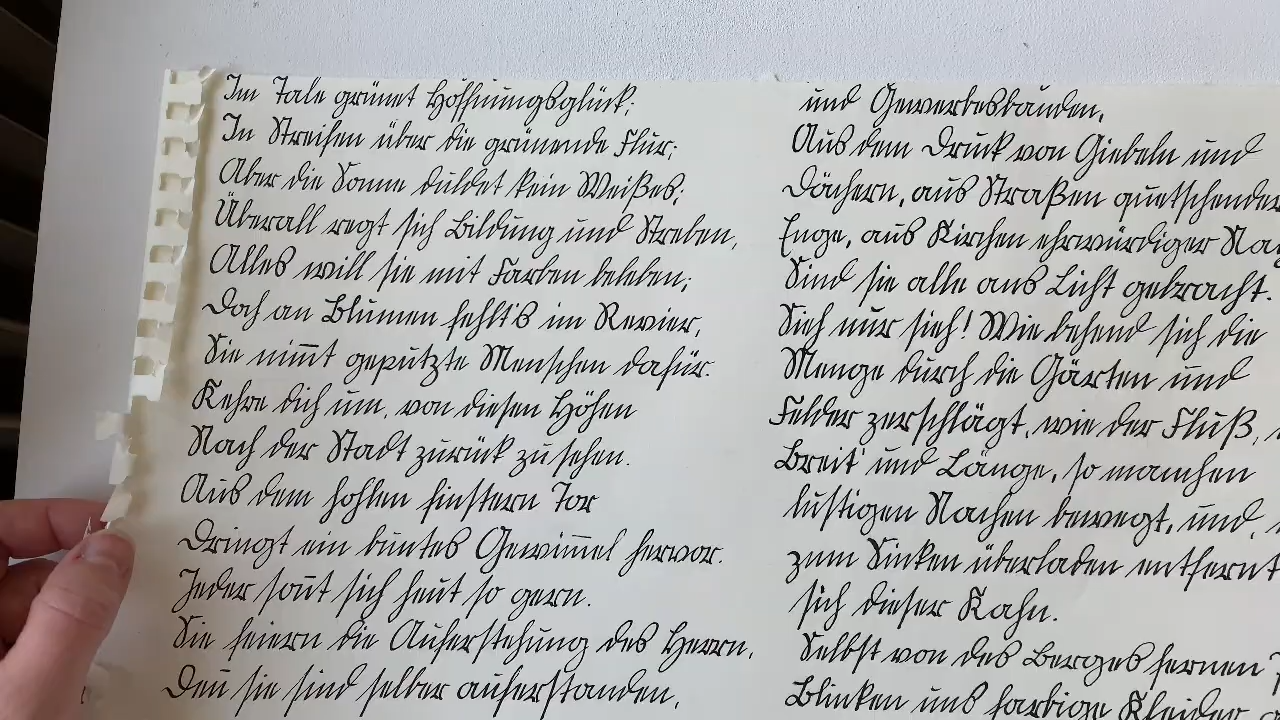 Im Tale grünet Hoffnungsglück;
In Streifen über die grünende Flur;
Aber die Sonne duldet kein Weißes;
Überall regt sich Bildung und Streben,
Alles will sie mit Farben beleben;
Doch an Blumen fehlt's im Revier,
Sie nim̄t geputzte Menschen dafür.
Kehre dich um, von diesen Höhen
Nach der Stadt zurück zu sehen.
Aus dem hohlen finstern Tor
Dringt ein buntes Gewim̄el hervor.
Jeder son̄t sich heut so gern.
Sie feiern die Auferstehung des Herrn,
Den̄ sie sind selber auferstanden,
und Gewerbesbanden,
Aus dem Druck von Giebeln und
Dächern, aus Straßen quetschender
Enge, aus Kirchen ehrwürdiger
Sind sie alle ans Licht gebracht.
Sieh nur sieh! Wie behend sich die
Menge durch die Gärten und
Felder zerschlägt, wie der Fluß,
Breit' und Länge, so manchen
lustigen Nachen bewegt, und,
zum Sinken überladen entfernt
sich dieser Kahn.
Selbst von des Berges fernen
Blinken uns farbige Kleider